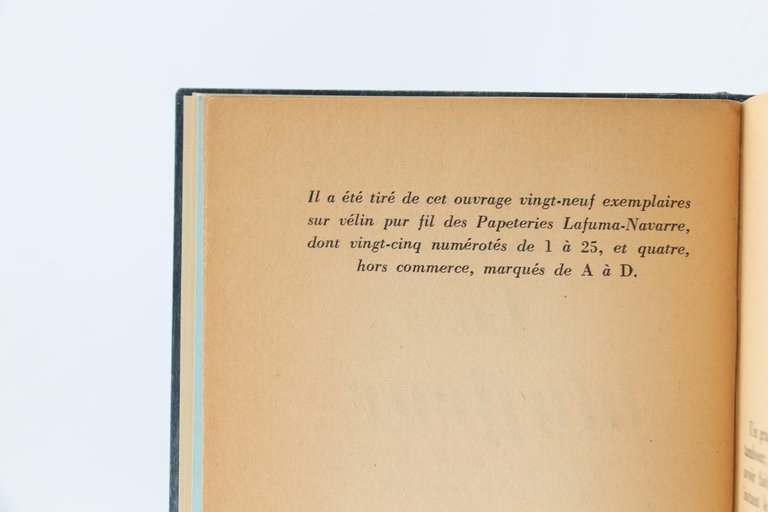 Il a été tiré de cet ouvrage vingt-neuf exemplaires
sur vélin pur fil des Papeteries Lafuma-Navarre,
dont vingt-cinq numérotés de 1 à 25, et quatre,
hors commerce, marqués de A à D.
Un